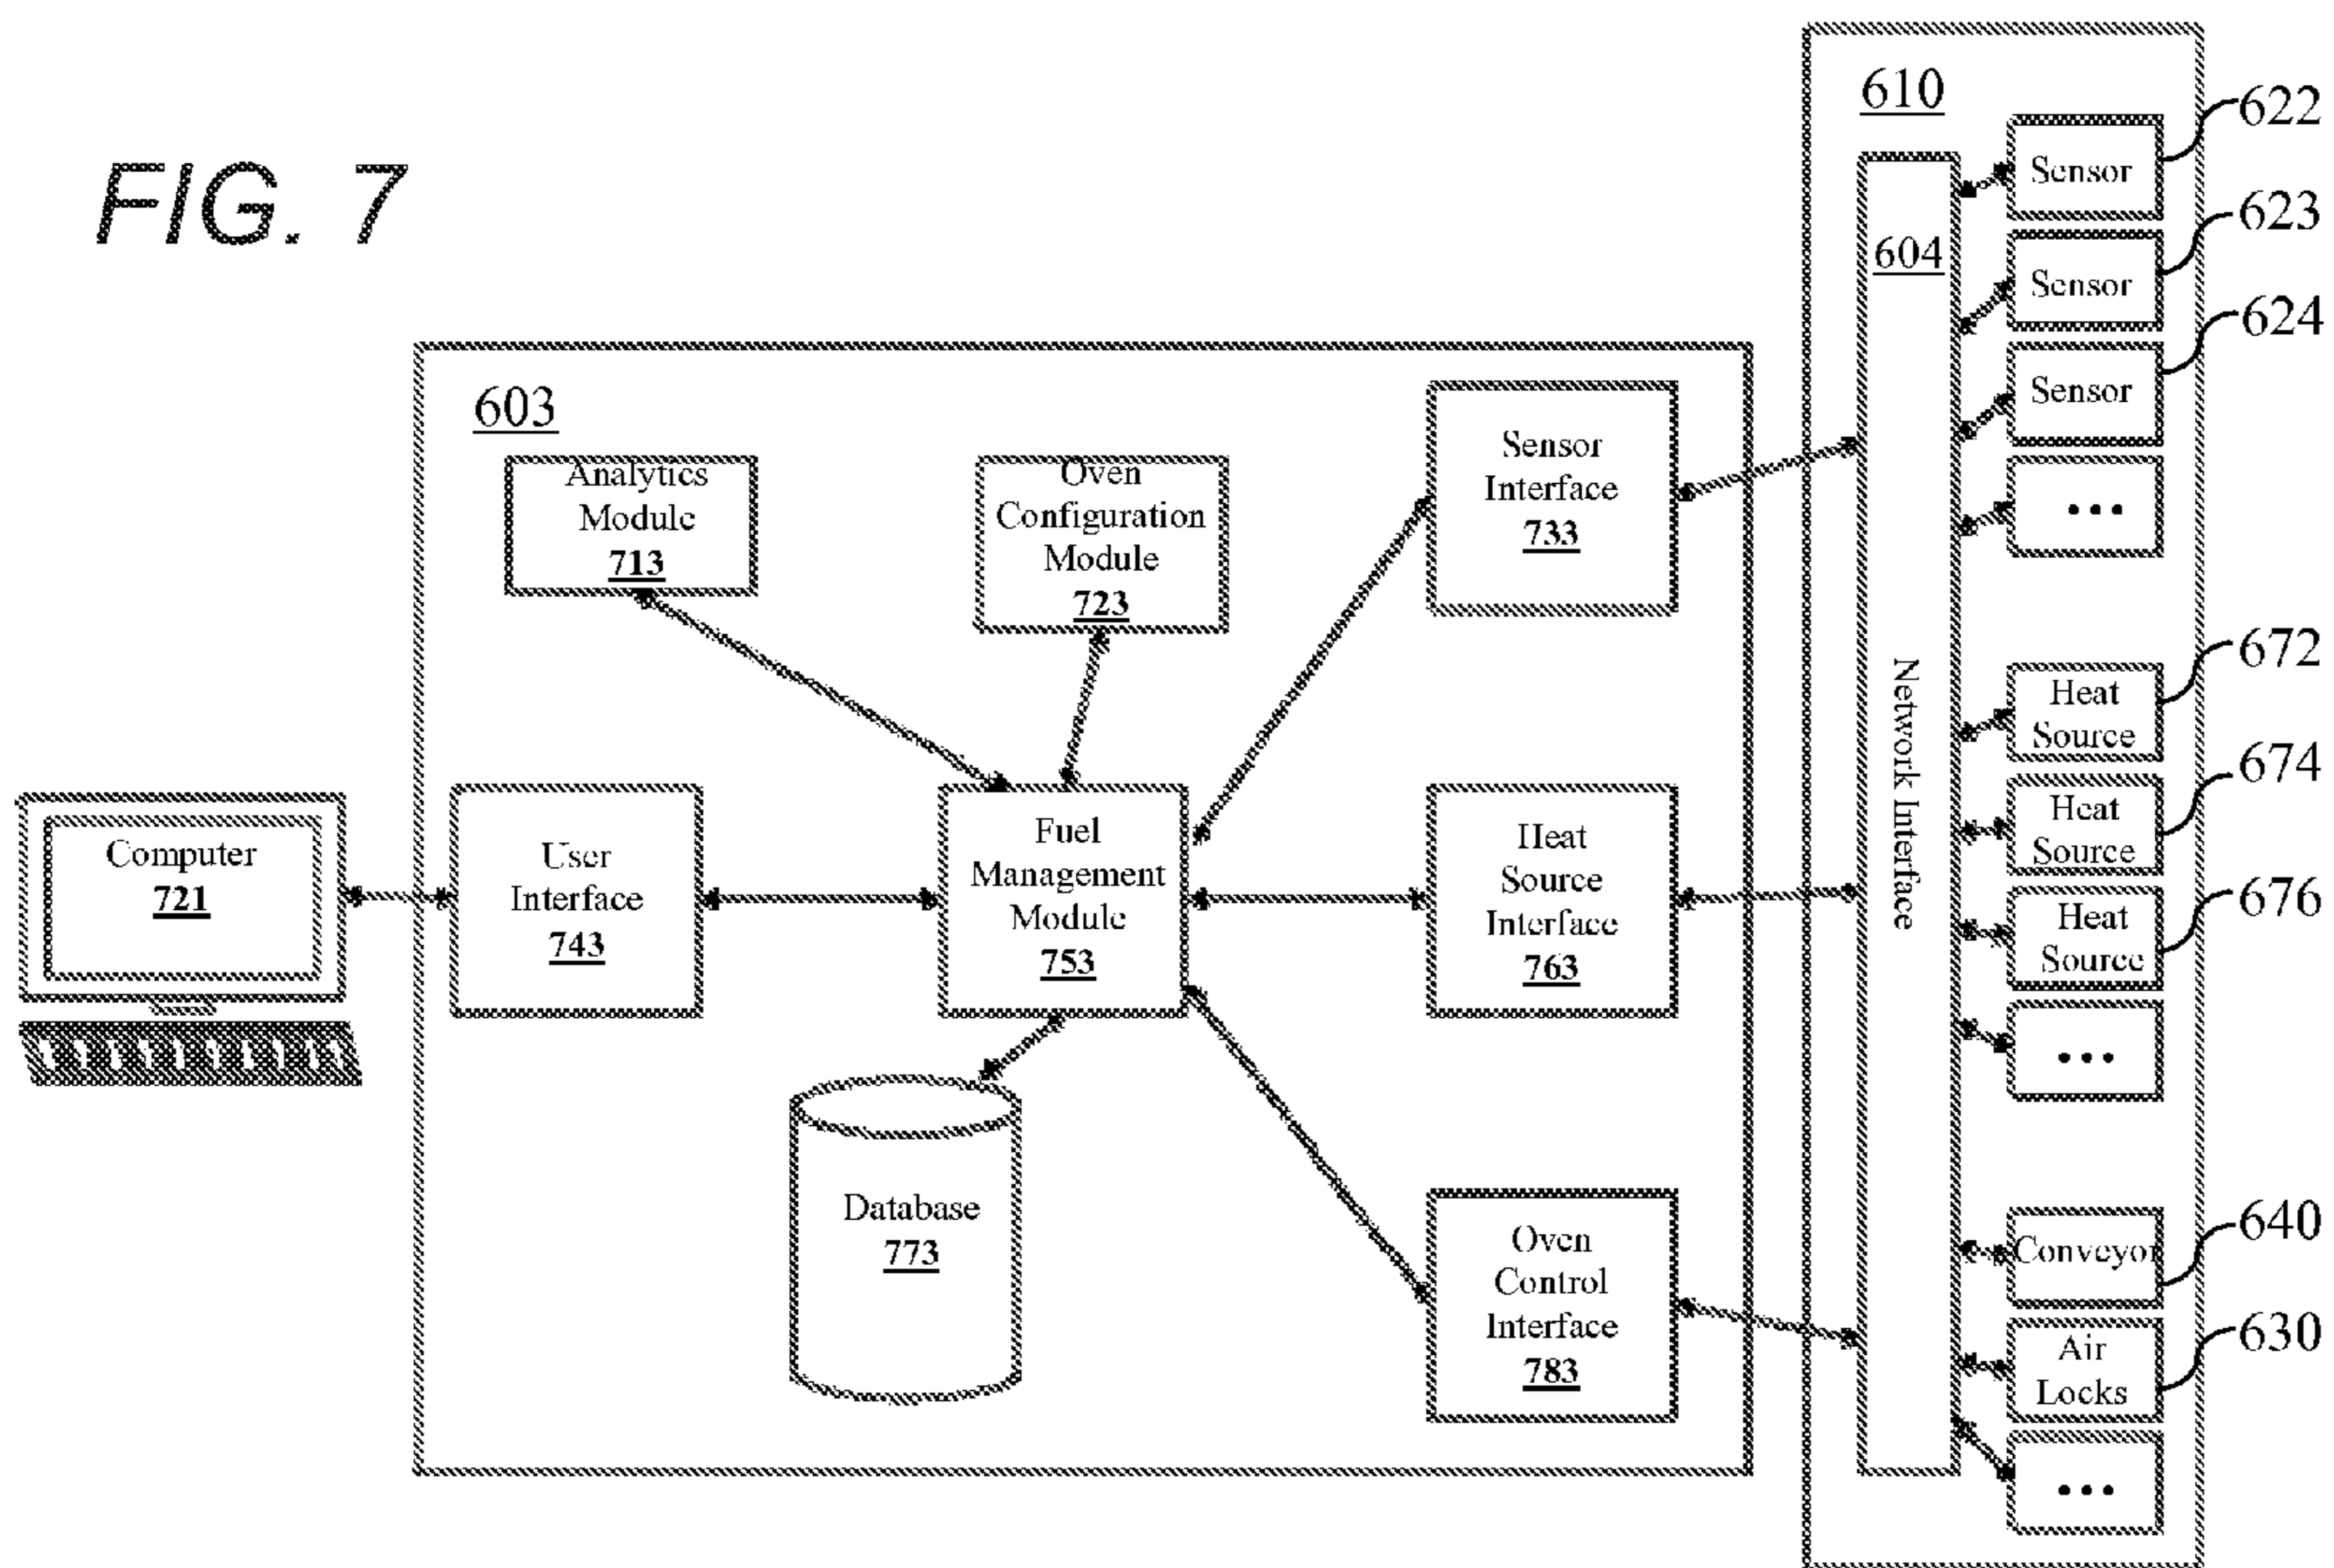 FIG. 7
610
622
Sensor
623
Sensor
604
624
Sensor
...
603
Analytics
Module
713
Oven
Configuration
Module
723
Sensor
Interface
733
672
Heat
Source
674
Heat
Source
676
Heat
Source
...
Network Interface
Computer
721
User
Interface
743
Fuel
Management
Module
753
Heat
Source
Interface
763
Database
773
Oven
Control
Interface
783
640
Conveyor
630
Air
Locks
...